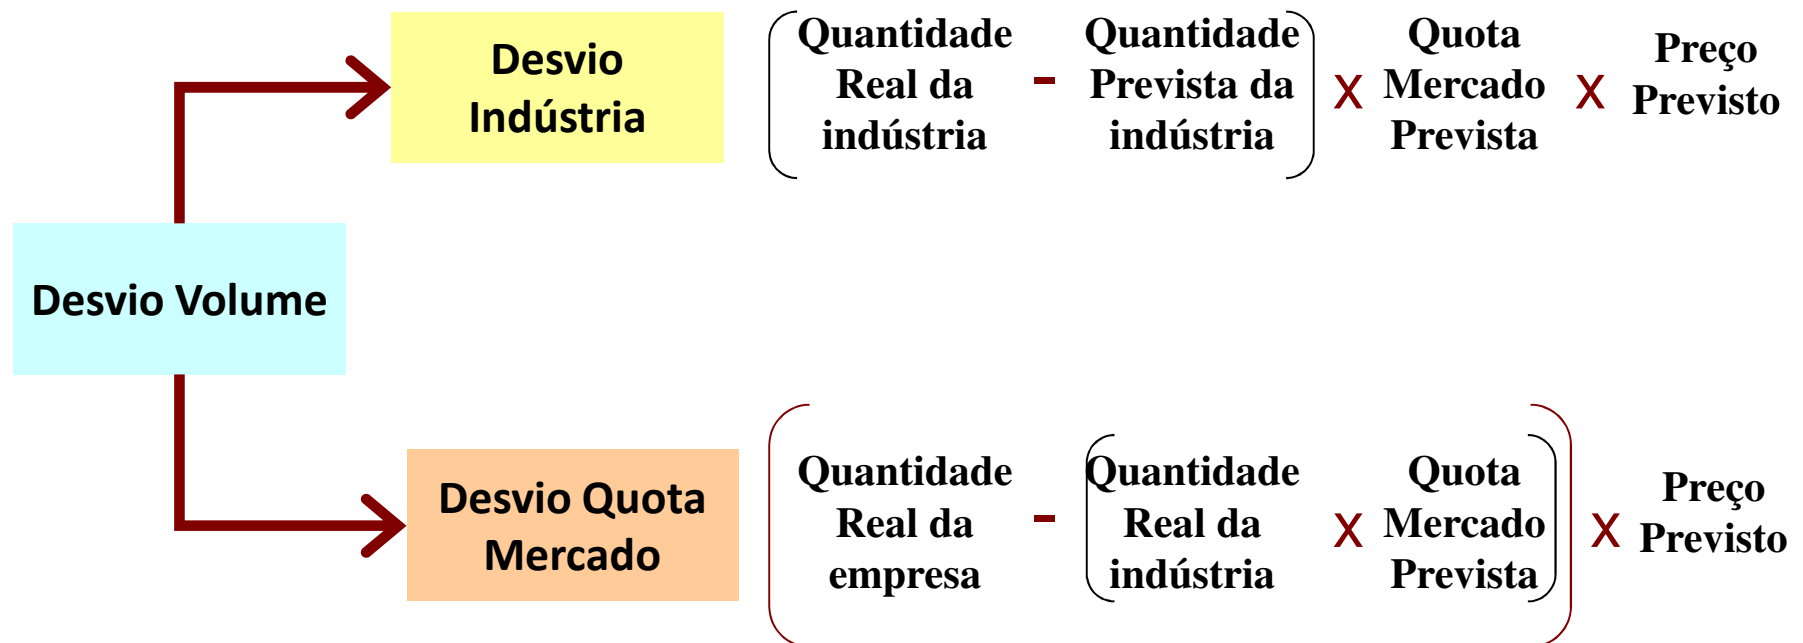 Desvio
Indústria
Quantidade
Real da
indústria
-
Quantidade
Prevista da
indústria
x
Quota
Mercado
Prevista
x
Preço
Previsto
Desvio Volume
Desvio Quota
Mercado
Quantidade
Real da
empresa
-
Quantidade
Real da
indústria
x
Quota
Mercado
Prevista
x
Preço
Previsto